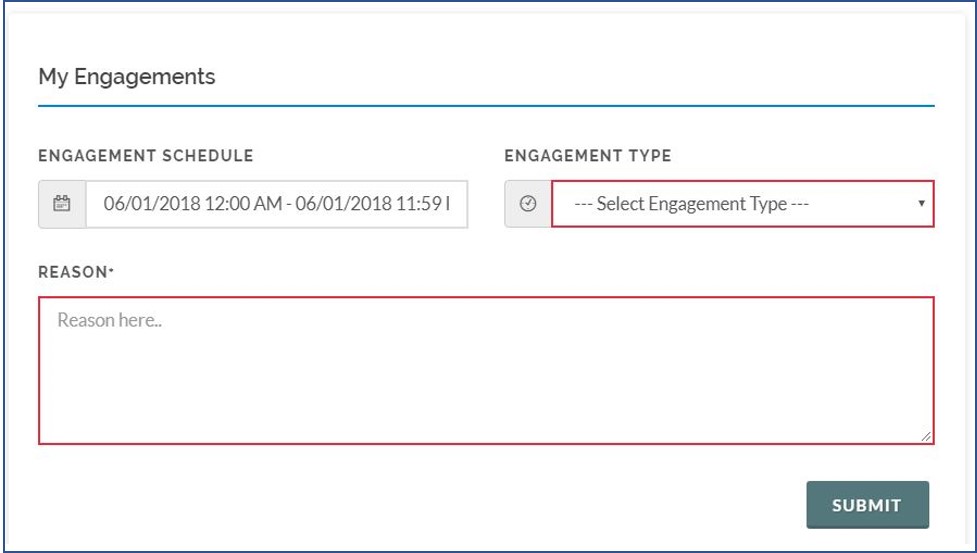 My Engagements
ENGAGEMENT SCHEDULE
ENGAGEMENT TYPE
06/01/2018 12:00 AM - 06/01/2018 11:59
--- Select Engagement Type ---
REASON*
Reason here..
SUBMIT